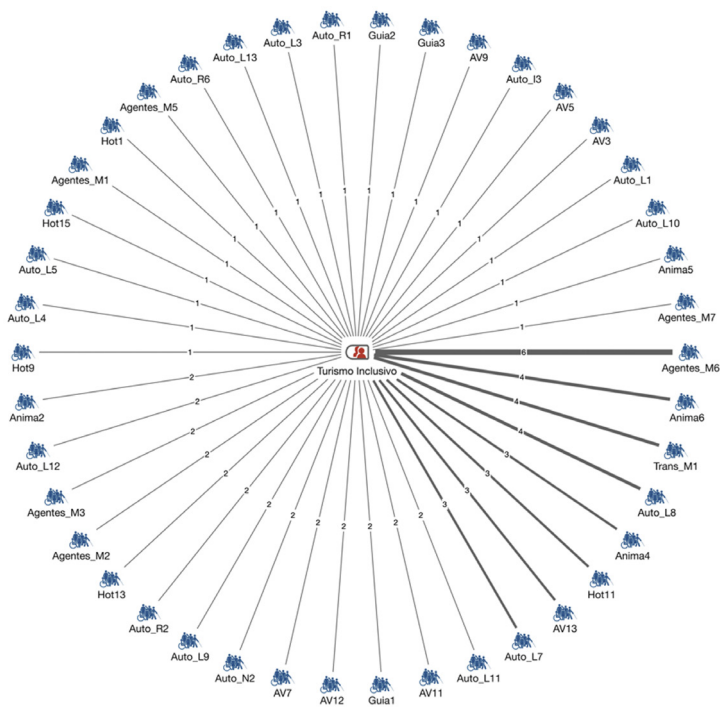 Auto_R1
Guia2
Auto_L3
Guia3
Auto_L13
AV9
Auto_R6
Auto_I3
Agentes_M5
AV5
Hot1
AV3
Agentes_M1
Auto_L1
1
1
1
1
1
1
Hot15
Auto_L10
1
1
1
1
1
1
1
1
Auto_L5
Anima5
1
1
1
1
Auto_L4
Agentes_M7
1
1
1
Hot9
6
Agentes_M6
Turismo Inclusivo
2
4
2
4
Anima2
Anima6
2
4
Auto_L12
Trans_M1
2
3
2
3
2
3
2
3
Agentes_M3
Auto_L8
2
2
2
2
2
2
Agentes_M2
Anima4
Hot13
Hot11
Auto_R2
AV13
Auto_L9
Auto_L7
Auto_N2
Auto_L11
AV7
AV11
AV12
Guia1